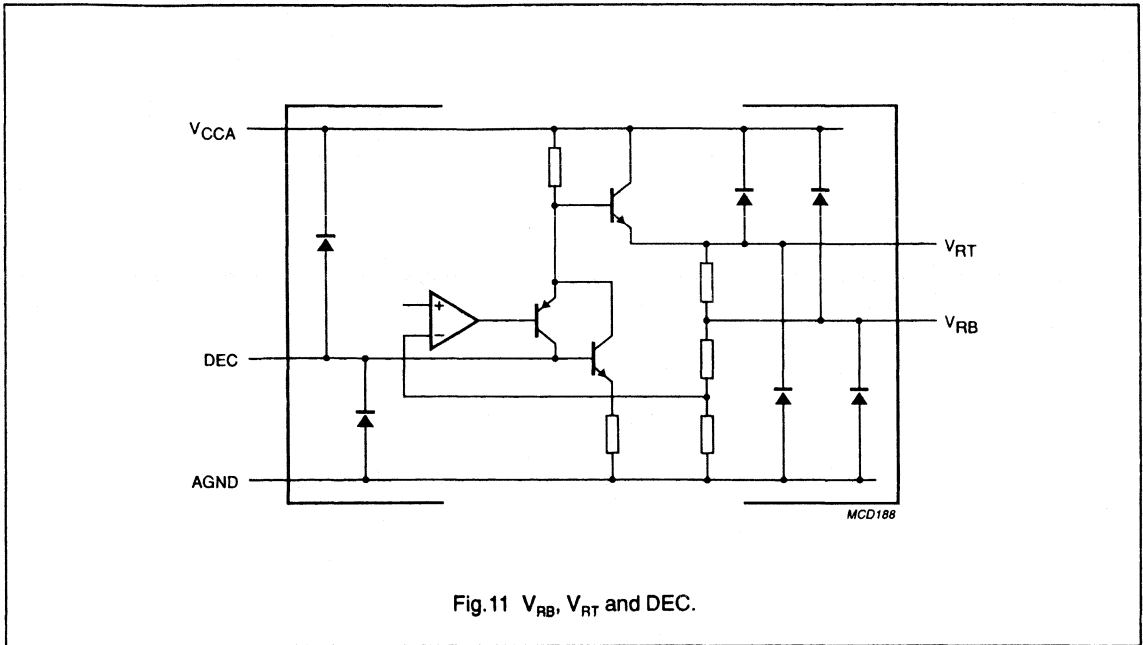 VCCA
VRT
+
−
VRB
DEC
AGND
MCD188
Fig.11 VRB, VRT and DEC.